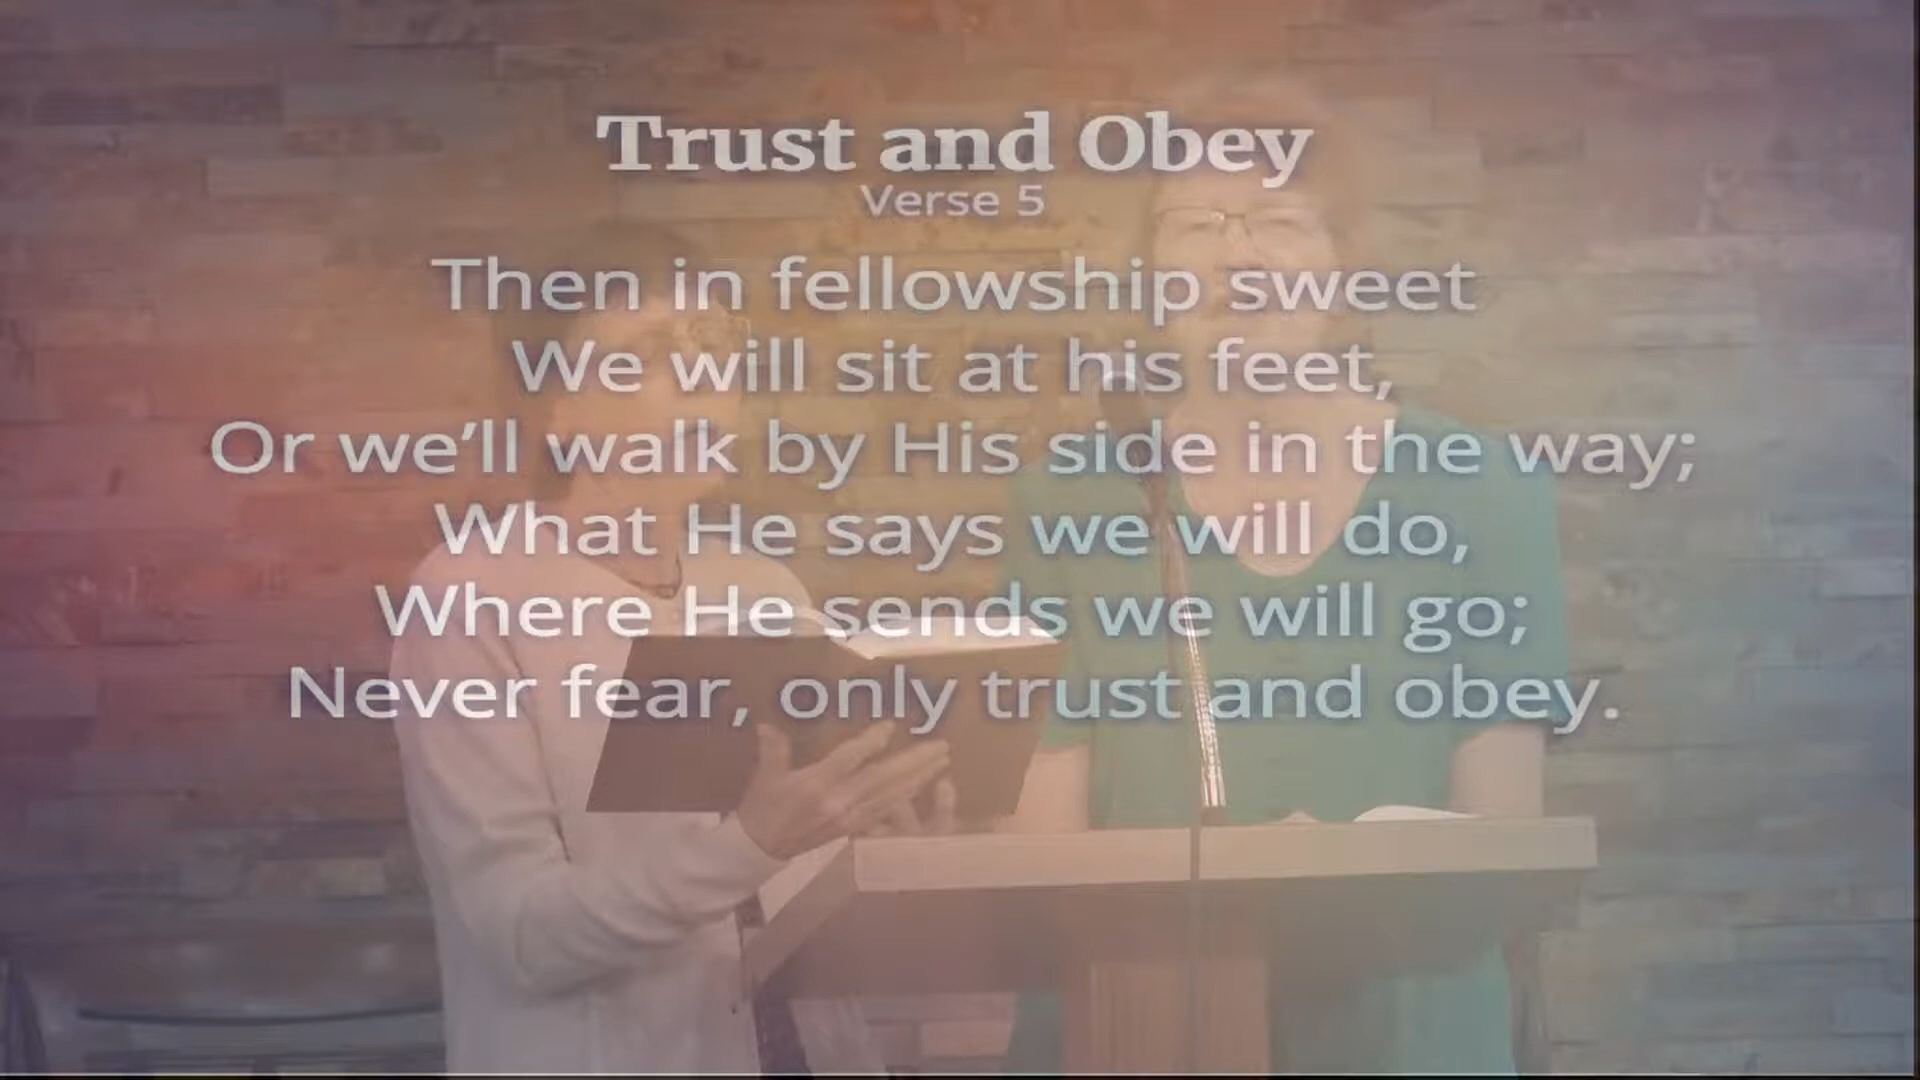 Trust and Obey
Verse 5
Then in fellowship sweet
We will sit at his feet,
Or we’ll walk by His side in the way;
What He says we will do,
Where He sends we will go;
Never fear, only trust and obey.